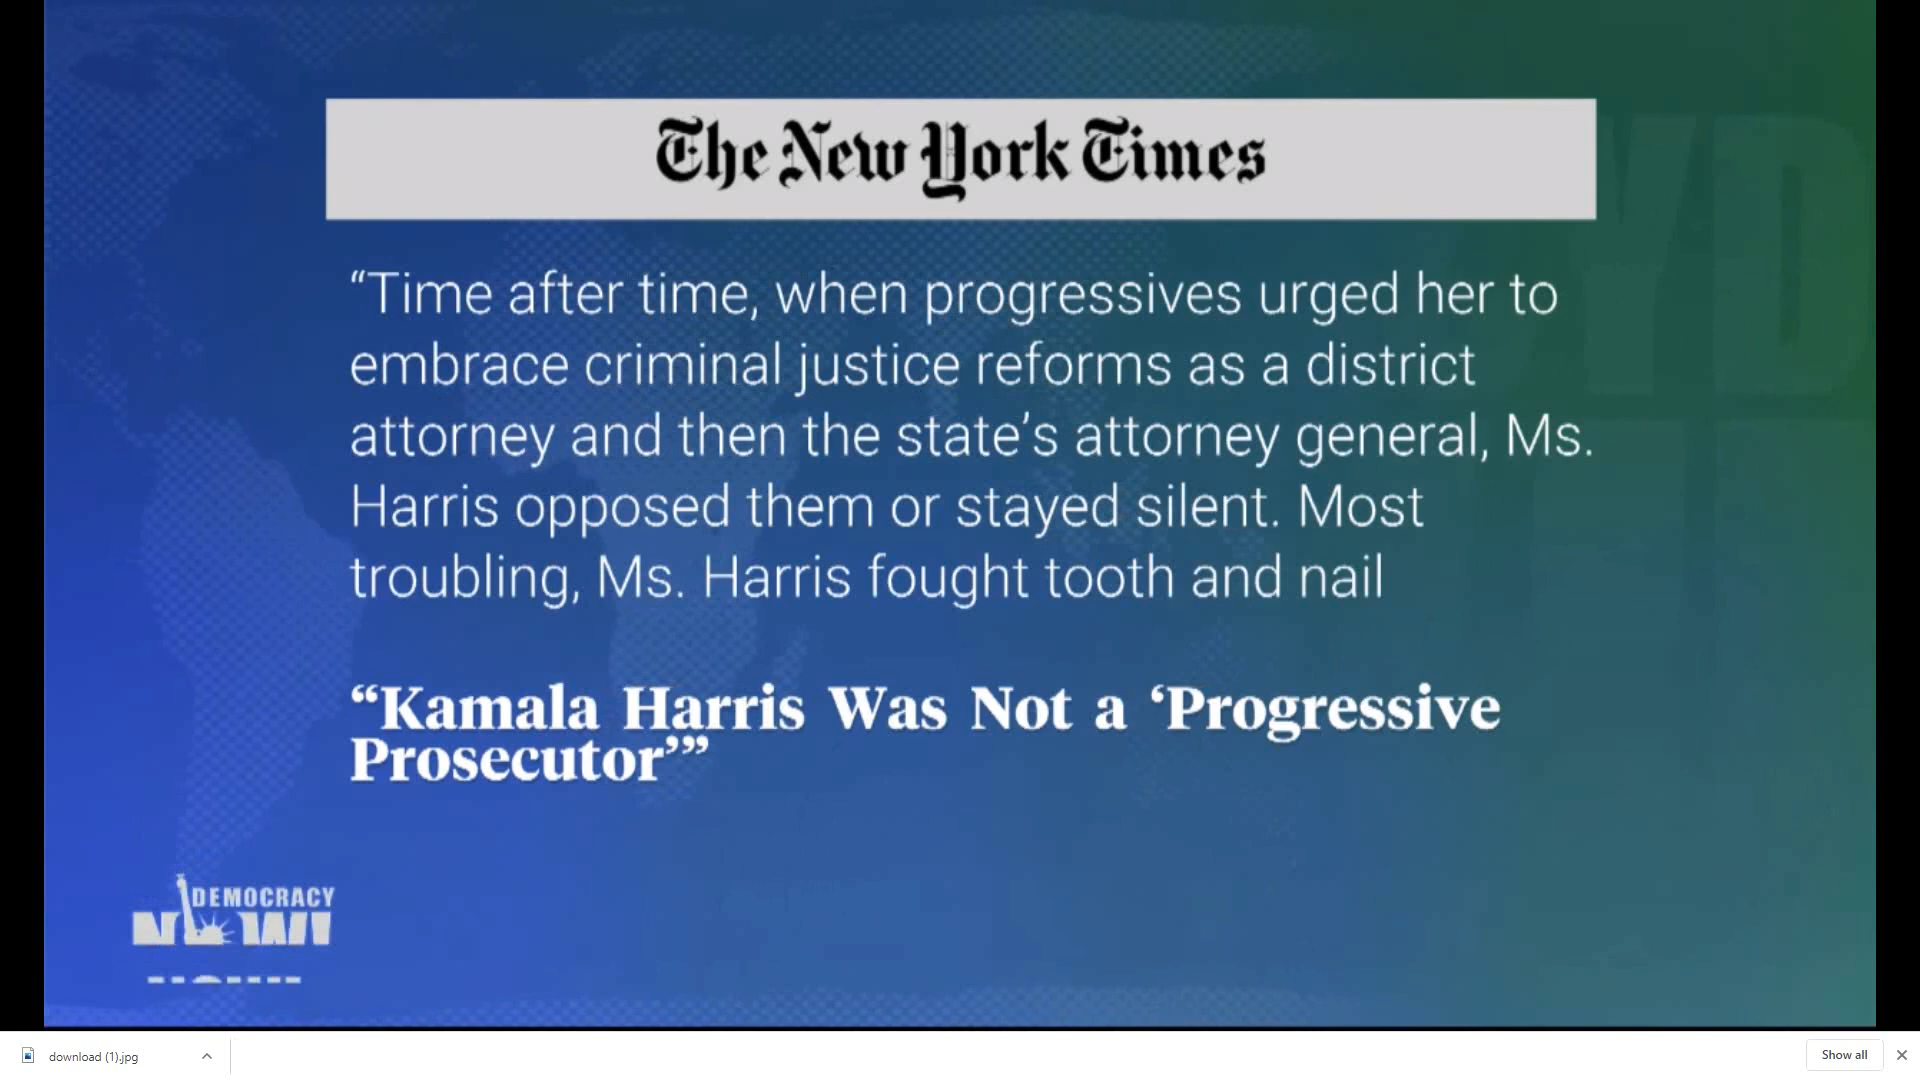 The New York Times
“Time after time, when progressives urged her to
embrace criminal justice reforms as a district
attorney and then the state’s attorney general, Ms.
Harris opposed them or stayed silent. Most
troubling, Ms. Harris fought tooth and nail
“Kamala Harris Was Not a ‘Progressive
Prosecutor’”
DEMOCRACY
NOW!
download (1).jpg
Show all